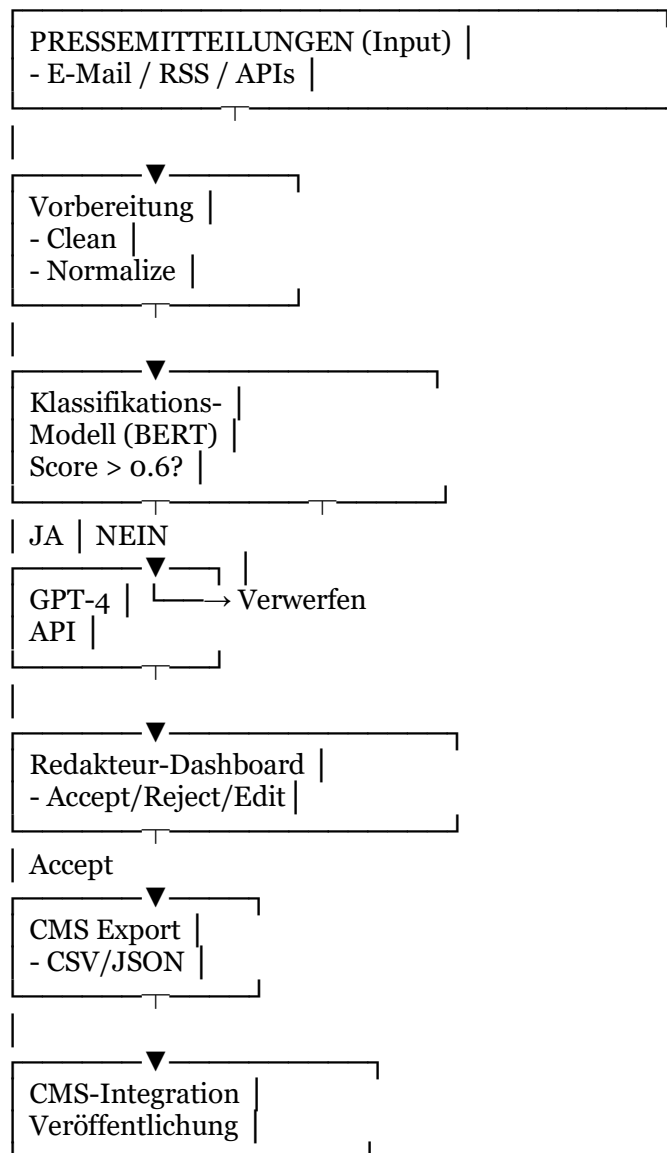 PRESSEMITTEILUNGEN (Input)
- E-Mail / RSS / APIs
Vorbereitung
- Clean
- Normalize
Klassifikations-
Modell (BERT)
Score > 0.6?
JA | NEIN
GPT-4 → Verwerfen
API
Redakteur-Dashboard
- Accept/Reject/Edit
Accept
CMS Export
- CSV/JSON
CMS-Integration
Veröffentlichung